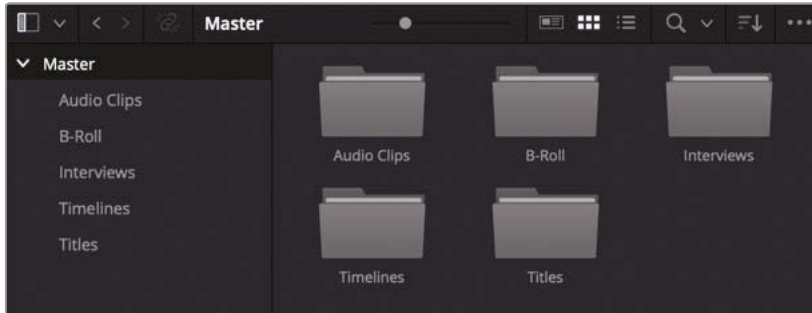 Master
Master
Audio Clips
B-Roll
Interviews
Timelines
Titles
Audio Clips
B-Roll
Interviews
Timelines
Titles